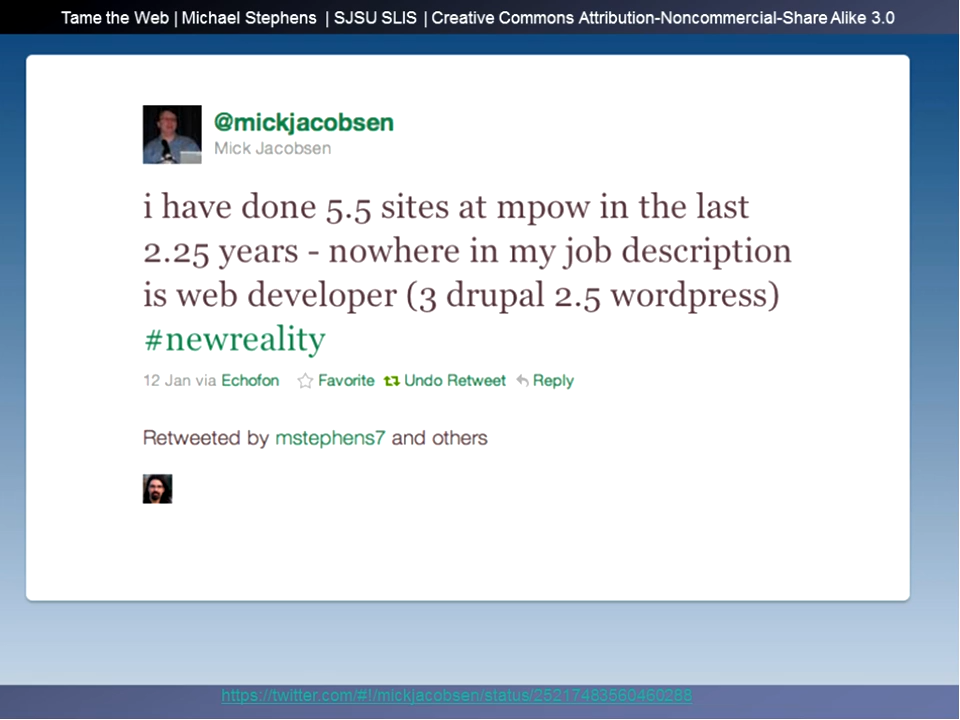 Tame the Web | Michael Stephens | SJSU SLIS | Creative Commons Attribution-Noncommercial-Share Alike 3.0
@mickjacobsen
Mick Jacobsen
i have done 5.5 sites at mpow in the last
2.25 years - nowhere in my job description
is web developer (3 drupal 2.5 wordpress)
#newreality
12 Jan via Echofon Favorite Undo Retweet Reply
Retweeted by mstephens7 and others
https://twitter.com/#!/mickjacobsen/status/25217483560460288